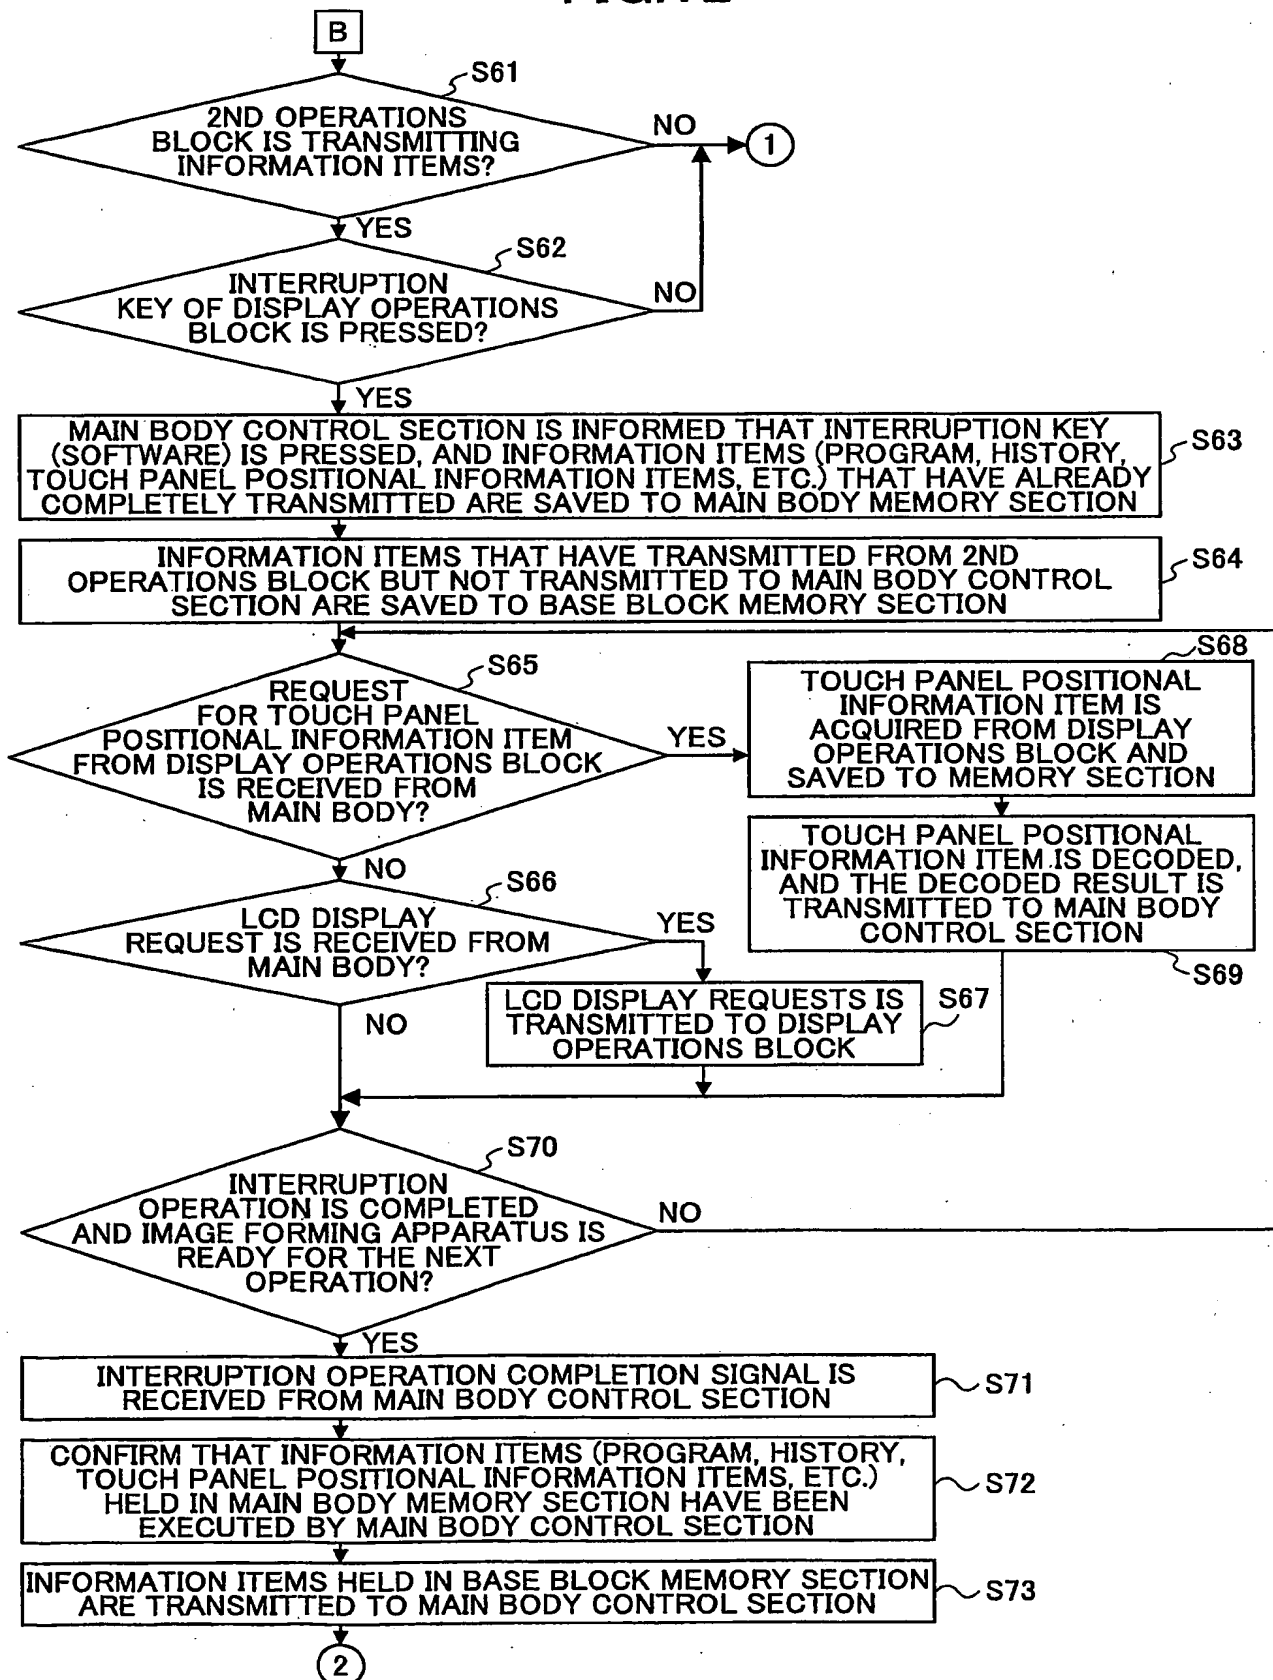 B
S61
2ND OPERATIONS
BLOCK IS TRANSMITTING
INFORMATION ITEMS?
NO
1
YES
S62
INTERRUPTION
KEY OF DISPLAY OPERATIONS
BLOCK IS PRESSED?
NO
YES
MAIN BODY CONTROL SECTION IS INFORMED THAT INTERRUPTION KEY
(SOFTWARE) IS PRESSED, AND INFORMATION ITEMS (PROGRAM, HISTORY,
TOUCH PANEL POSITIONAL INFORMATION ITEMS, ETC.) THAT HAVE ALREADY
COMPLETELY TRANSMITTED ARE SAVED TO MAIN BODY MEMORY SECTION
S63
INFORMATION ITEMS THAT HAVE TRANSMITTED FROM 2ND
OPERATIONS BLOCK BUT NOT TRANSMITTED TO MAIN BODY CONTROL
SECTION ARE SAVED TO BASE BLOCK MEMORY SECTION
S64
S65
REQUEST
FOR TOUCH PANEL
POSITIONAL INFORMATION ITEM
FROM DISPLAY OPERATIONS BLOCK
IS RECEIVED FROM
MAIN BODY?
YES
S68
TOUCH PANEL POSITIONAL
INFORMATION ITEM IS
ACQUIRED FROM DISPLAY
OPERATIONS BLOCK AND
SAVED TO MEMORY SECTION
TOUCH PANEL POSITIONAL
INFORMATION ITEM IS DECODED,
AND THE DECODED RESULT IS
TRANSMITTED TO MAIN BODY
CONTROL SECTION
S69
NO
S66
LCD DISPLAY
REQUEST IS RECEIVED FROM
MAIN BODY?
YES
LCD DISPLAY REQUESTS IS
TRANSMITTED TO DISPLAY
OPERATIONS BLOCK
S67
NO
S70
INTERRUPTION
OPERATION IS COMPLETED
AND IMAGE FORMING APPARATUS IS
READY FOR THE NEXT
OPERATION?
NO
YES
INTERRUPTION OPERATION COMPLETION SIGNAL IS
RECEIVED FROM MAIN BODY CONTROL SECTION
S71
CONFIRM THAT INFORMATION ITEMS (PROGRAM, HISTORY,
TOUCH PANEL POSITIONAL INFORMATION ITEMS, ETC.)
HELD IN MAIN BODY MEMORY SECTION HAVE BEEN
EXECUTED BY MAIN BODY CONTROL SECTION
S72
INFORMATION ITEMS HELD IN BASE BLOCK MEMORY SECTION
ARE TRANSMITTED TO MAIN BODY CONTROL SECTION
S73
2